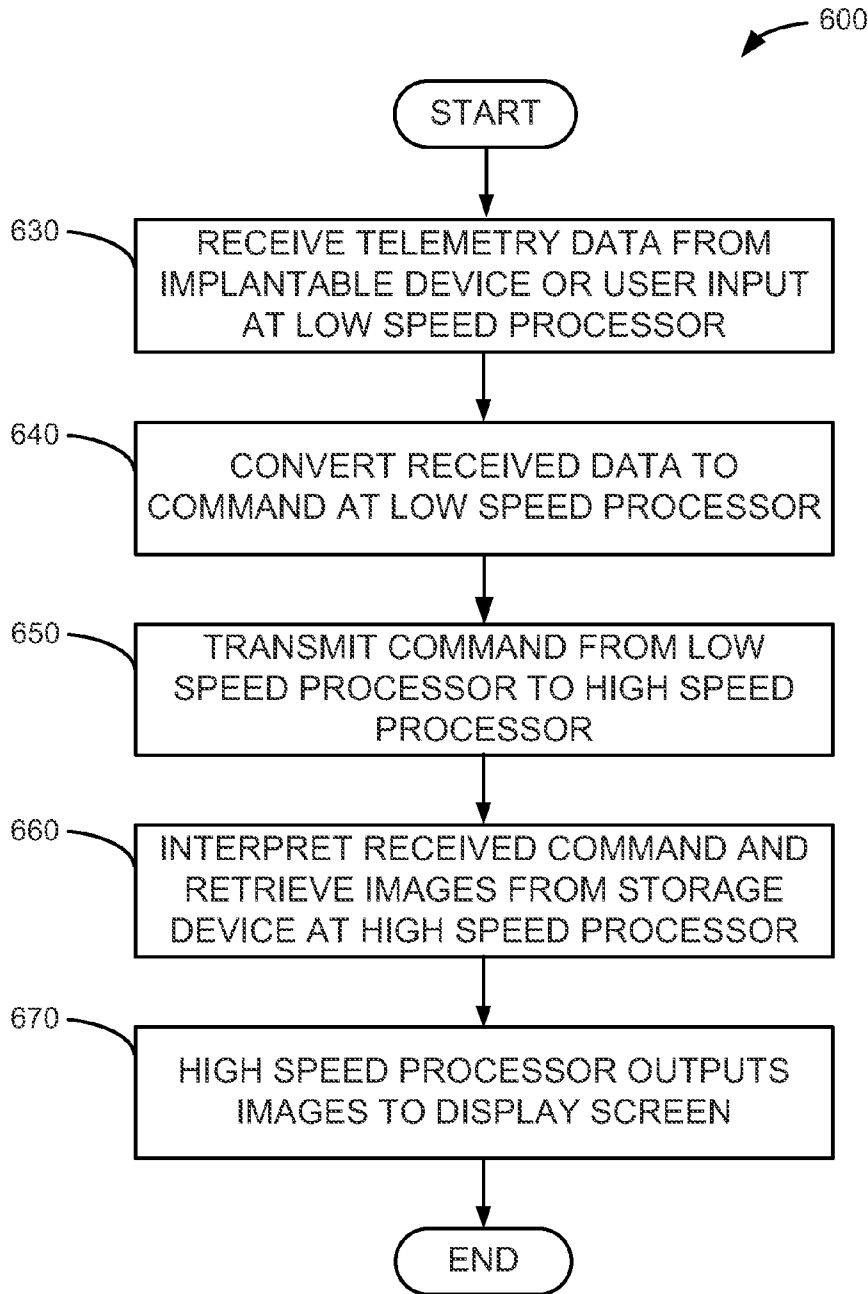 600
START
630
RECEIVE TELEMETRY DATA FROM
IMPLANTABLE DEVICE OR USER INPUT
AT LOW SPEED PROCESSOR
640
CONVERT RECEIVED DATA TO
COMMAND AT LOW SPEED PROCESSOR
650
TRANSMIT COMMAND FROM LOW
SPEED PROCESSOR TO HIGH SPEED
PROCESSOR
660
INTERPRET RECEIVED COMMAND AND
RETRIEVE IMAGES FROM STORAGE
DEVICE AT HIGH SPEED PROCESSOR
670
HIGH SPEED PROCESSOR OUTPUTS
IMAGES TO DISPLAY SCREEN
END